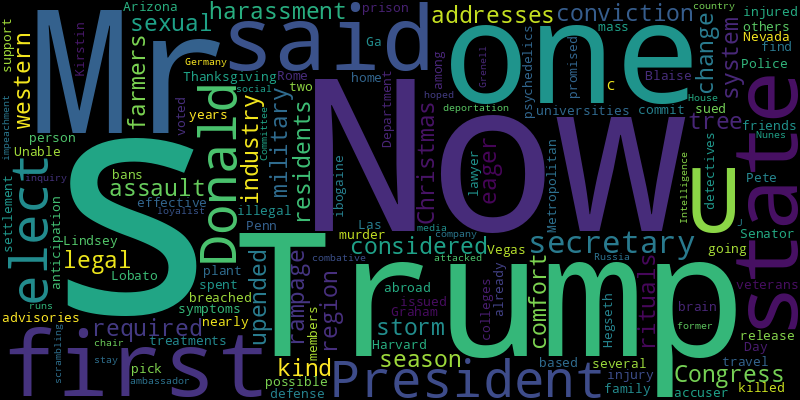 Mr
S
said
one
Now
Trump
U
state
first
elect
President
Donald
secretary
Arizona
sexual
harassment
addresses
conviction
country
injured
others
Nevada
find
Police
mass
promised
Ga
prison
Kirstin
support
western
farmers
Germany
Thanksgiving
Rome
home
social
among
Department
Grenell
psychedelics
c
Blaise
change
system
universities
commit
House
sued
tree
friends
Nunes
impeachment
voted
years
industry
Committee
two
military
hoped
deportation
Christmas
lawyer
eager
Metropolitan
Intelligence
detectives
Pete
J
Senator
person
Unable
inquiry
bans
assault
effective
loyalist
illegal
residents
ibogaine
settlement
anticipation
Lindsey
legal
Lobato
Penn
Las
murder
media
company
considered
Vegas
attacked
going
veterans
plant
spent
breached
symptoms
nearly
upended
rampage
region
combative
abroad
issued
Graham
colleges
already
comfort
Russia
several
Hegseth
rituals
brain
former
release
runs
advisories
required
treatments
members
storm
Harvard
season
based
injury
family
Congress
Day
travel
killed
accuser
scrambling
chair
stay
pick
ambassador
kind
possible
defense